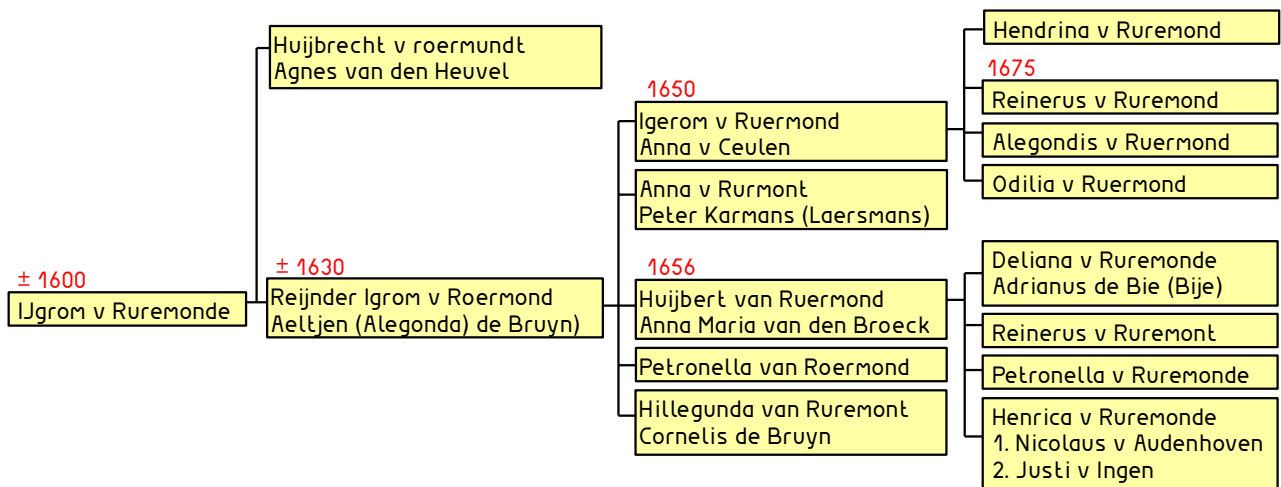 ± 1600
IJgrom v Ruremonde
Huijbrecht v roermundt
Agnes van den Heuvel
± 1630
Reijnder Igrom v Roermond
Aeltjen (Alegonda) de Bruyn)
1650
Igerom v Ruermond
Anna v Ceulen
Anna v Rurmont
Peter Karmans (Laersmans)
1656
Huijbert van Ruermond
Anna Maria van den Broeck
Petronella van Roermond
Hillegunda van Ruremont
Cornelis de Bruyn
Hendrina v Ruremond
1675
Reinerus v Ruremond
Alegondis v Ruermond
Odilia v Ruermond
Deliana v Ruremonde
Adrianus de Bie (Bije)
Reinerus v Ruremont
Petronella v Ruremonde
Henrica v Ruremonde
1. Nicolaus v Audenhoven
2. Justi v Ingen